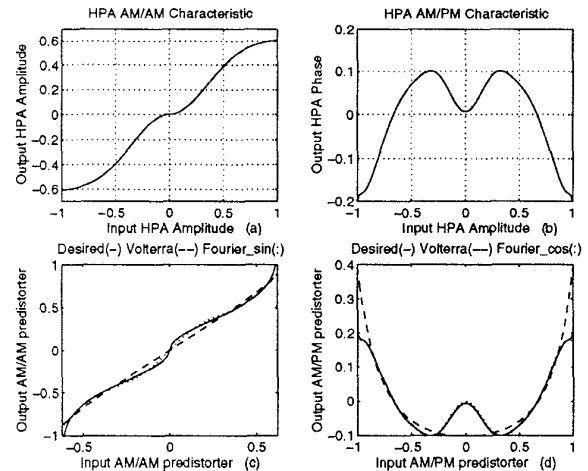 HPA AM/AM Characteristic
Output HPA Amplitude
0.6
0.4
0.2
0
−0.2
−0.4
−0.6
−1 −0.5 0 0.5 1
Input HPA Amplitude (a)
HPA AM/PM Characteristic
Output HPA Phase
0.2
0.1
0
−0.1
−0.2
−1 −0.5 0 0.5 1
Input HPA Amplitude (b)
Desired(-) Volterra(--) Fourier_sin(:)
Output AM/AM predistorter
1
0.5
0
−0.5
−1
−0.5 0 0.5
Input AM/AM predistorter (c)
Desired(-) Volterra(--) Fourier_cos(:)
Output AM/PM predistorter
0.4
0.3
0.2
0.1
0
−0.1
−1 −0.5 0 0.5 1
Input AM/PM predistorter (d)